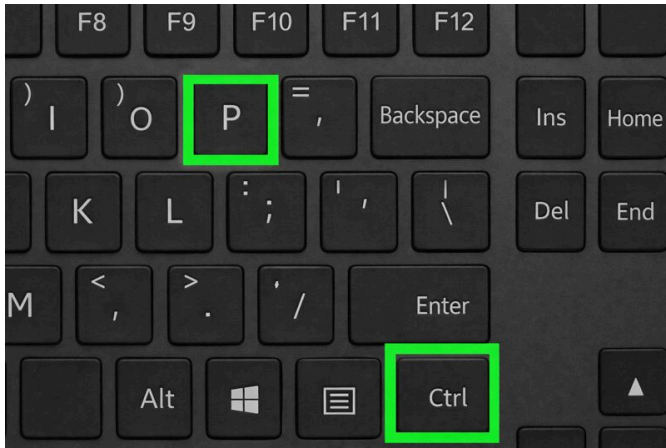 F8 F9 F10 F11 F12
) I ) O P = , Backspace Ins Home
K L : ; ' , | \ Del End
M < , > . ' / Enter
Alt Ctrl